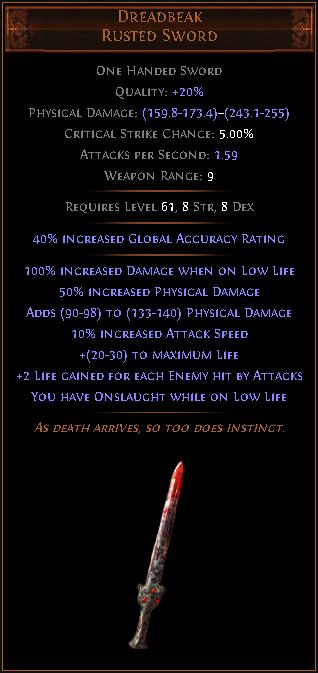 Dreadbeak
Rusted Sword
One Handed Sword
Quality: +20%
Physical Damage: (159.8-173.4)–(243.1-255)
Critical Strike Chance: 5.00%
Attacks per Second: 1.59
Weapon Range: 9
Requires Level 61, 8 Str, 8 Dex
40% increased Global Accuracy Rating
100% increased Damage when on Low Life
50% increased Physical Damage
Adds (90-98) to (133-140) Physical Damage
10% increased Attack Speed
+(20-30) to maximum Life
+2 Life gained for each Enemy hit by Attacks
You have Onslaught while on Low Life
As death arrives, so too does instinct.